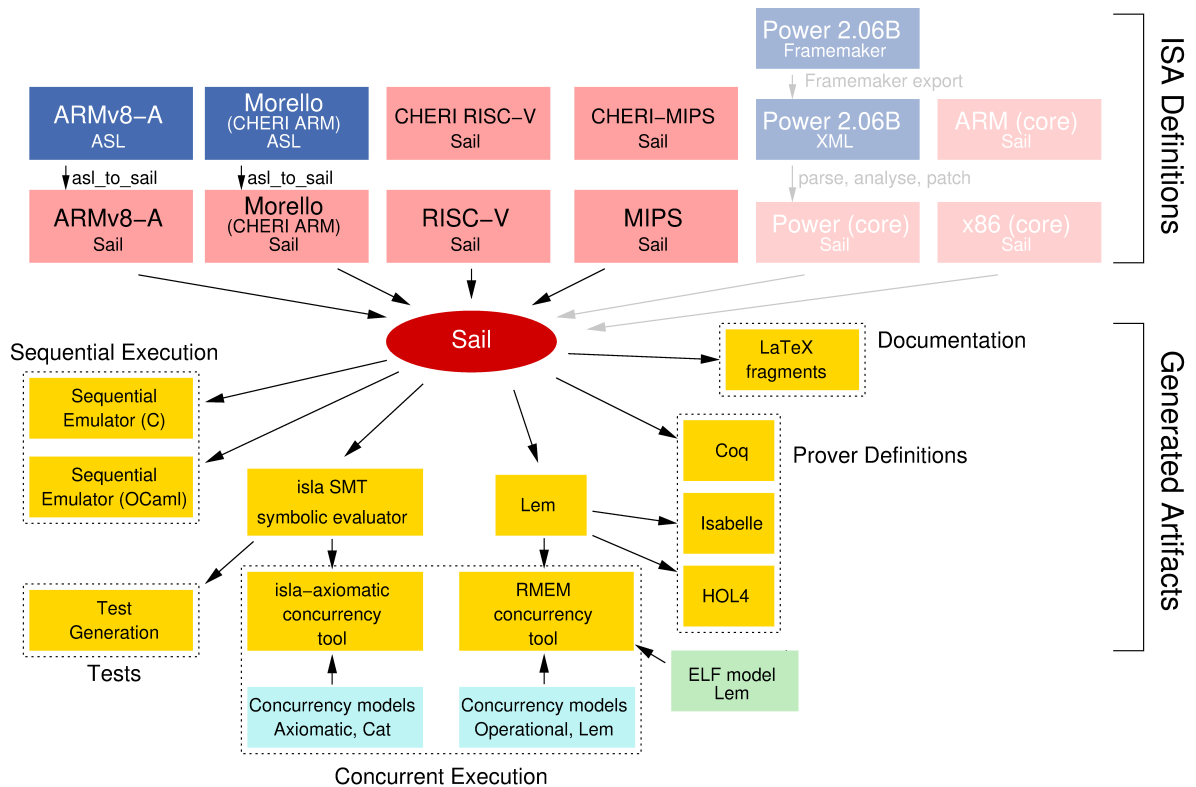 Power 2.06B
Framemaker
Framemaker export
ARMv8-A
ASL
Morello
(CHERI ARM)
ASL
CHERI RISC-V
Sail
CHERI-MIPS
Sail
Power 2.06B
XML
ARM (core)
Sail
asl_to_sail
asl_to_sail
parse, analyse, patch
ARMv8-A
Sail
Morello
(CHERI ARM)
Sail
RISC-V
Sail
MIPS
Sail
Power (core)
Sail
x86 (core)
Sail
ISA Definitions
Sail
Sequential Execution
Sequential
Emulator (C)
Sequential
Emulator (OCaml)
LaTeX
fragments
Documentation
Coq
Isabelle
HOL4
Prover Definitions
isla SMT
symbolic evaluator
Lem
Test
Generation
Tests
isla-axiomatic
concurrency
tool
RMEM
concurrency
tool
ELF model
Lem
Concurrency models
Axiomatic, Cat
Concurrency models
Operational, Lem
Concurrent Execution
Generated Artifacts